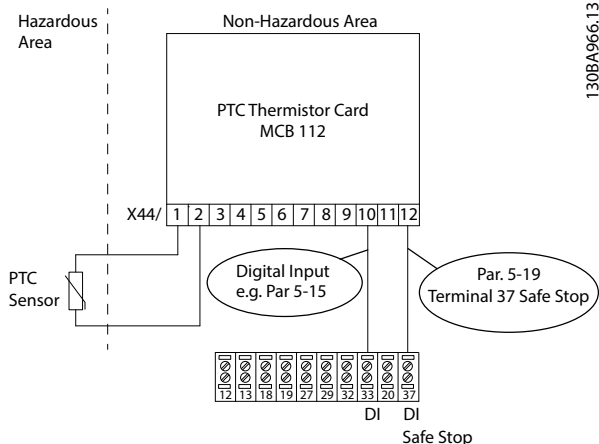 Hazardous
Area
Non-Hazardous Area
130BA966.13
PTC Thermistor Card
MCB 112
X44/ 1 2 3 4 5 6 7 8 9 10 11 12
PTC
Sensor
Digital Input
e.g. Par 5-15
Par. 5-19
Terminal 37 Safe Stop
12 13 18 19 27 29 32 33 20 37
DI DI
Safe Stop